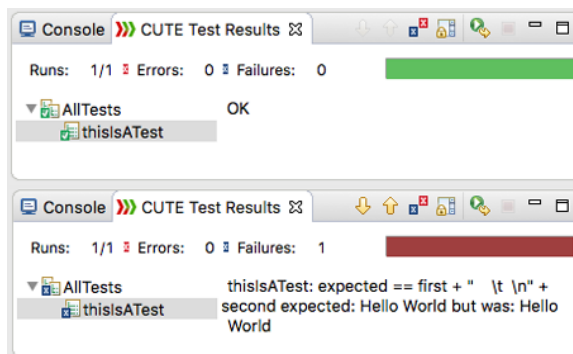 Console CUTE Test Results
Runs: 1/1 Errors: 0 Failures: 0
AllTests OK
thisIsATest
Console CUTE Test Results
Runs: 1/1 Errors: 0 Failures: 1
AllTests thisIsATest: expected == first + " \t \n" +
thisIsATest second expected: Hello World but was: Hello
World